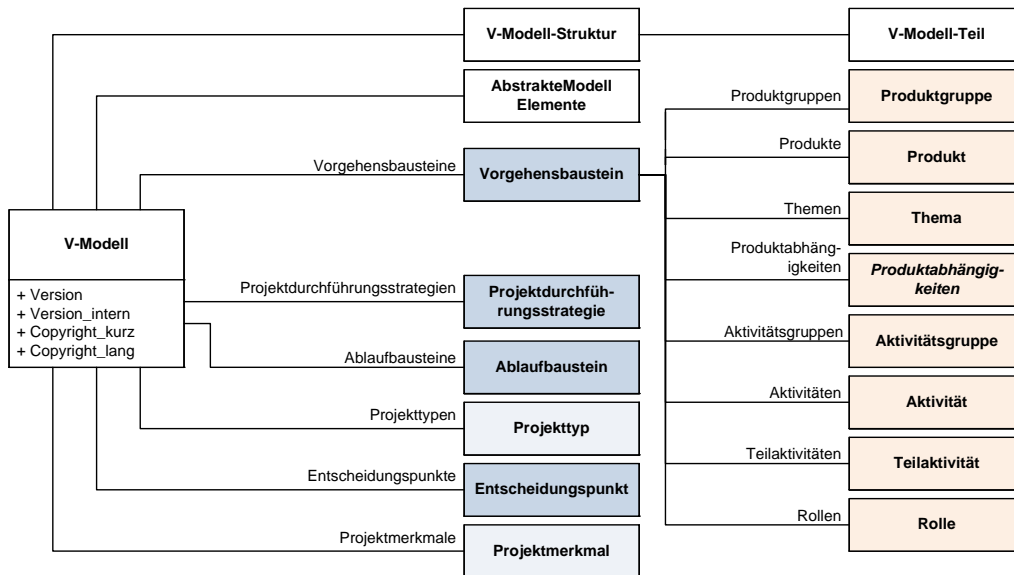 V-Modell-Struktur
V-Modell-Teil
AbstrakteModell
Elemente
Produktgruppen
Produktgruppe
Vorgehensbausteine
Vorgehensbaustein
Produkte
Produkt
Themen
Thema
V-Modell
+ Version
+ Version_intern
+ Copyright_kurz
+ Copyright_lang
Produktabhäng-
igkeiten
Produktabhängig-
keiten
Projektdurchführungsstrategien
Projektdurchfüh-
rungsstrategie
Aktivitätsgruppen
Aktivitätsgruppe
Ablaufbausteine
Ablaufbaustein
Aktivitäten
Aktivität
Projekttypen
Projekttyp
Teilaktivitäten
Teilaktivität
Entscheidungspunkte
Entscheidungspunkt
Rollen
Rolle
Projektmerkmale
Projektmerkmal